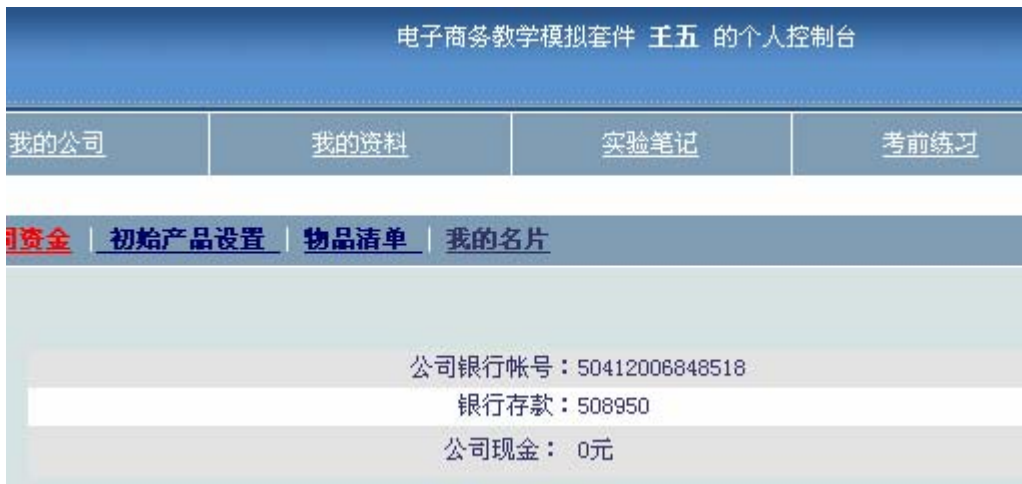 电子商务教学模拟套件 王五 的个人控制台
我的公司 我的资料 实验笔记 考前练习
司资金 | 初始产品设置 | 物品清单 | 我的名片
公司银行帐号：50412006848518
银行存款：508950
公司现金： 0元